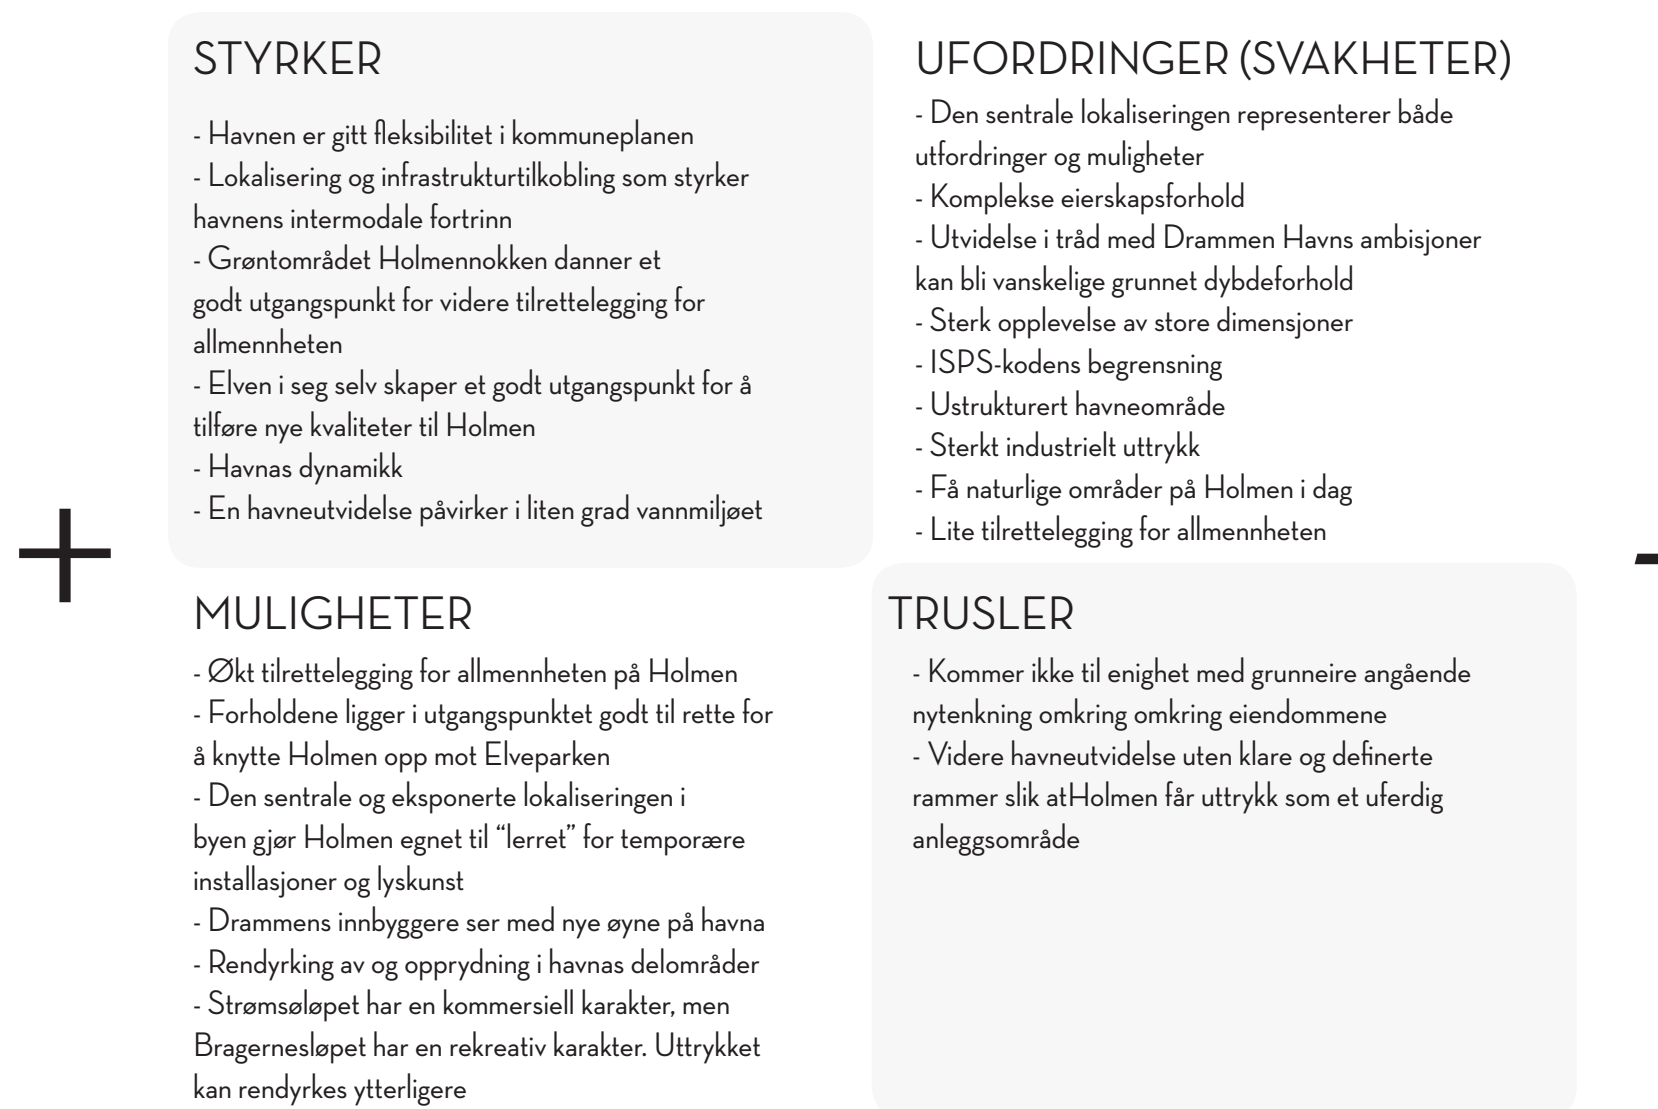 STYRKER
- Havnen er gitt fleksibilitet i kommuneplanen
- Lokalisering og infrastrukturtilkobling som styrker
havnens intermodale fortrinn
- Grøntområdet Holmennokken danner et
godt utgangspunkt for videre tilrettelegging for
allmennheten
- Elven i seg selv skaper et godt utgangspunkt for å
tilføre nye kvaliteter til Holmen
- Havnas dynamikk
- En havneutvidelse påvirker i liten grad vannmiljøet
UFORDRINGER (SVAKHETER)
- Den sentrale lokaliseringen representerer både
utfordringer og muligheter
- Komplekse eierskapsforhold
- Utvidelse i tråd med Drammen Havns ambisjoner
kan bli vanskelige grunnet dybdeforhold
- Sterk opplevelse av store dimensjoner
- ISPS-kodens begrensning
- Ustrukturert havneområde
- Sterkt industrielt uttrykk
- Få naturlige områder på Holmen i dag
- Lite tilrettelegging for allmennheten
+
-
MULIGHETER
- Økt tilrettelegging for allmennheten på Holmen
- Forholdene ligger i utgangspunktet godt til rette for
å knytte Holmen opp mot Elveparken
- Den sentrale og eksponerte lokaliseringen i
byen gjør Holmen egnet til “lerret” for temporære
installasjoner og lyskunst
- Drammens innbyggere ser med nye øyne på havna
- Rendyrking av og opprydning i havnas delområder
- Strømsøløpet har en kommersiell karakter, men
Bragernesløpet har en rekreativ karakter. Uttrykket
kan rendyrkes ytterligere
TRUSLER
- Kommer ikke til enighet med grunneire angående
nytenkning omkring omkring eiendommene
- Videre havneutvidelse uten klare og definerte
rammer slik atHolmen får uttrykk som et uferdig
anleggsområde